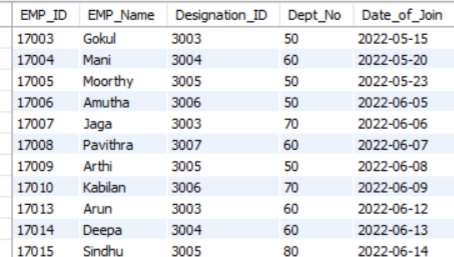 EMP_ID EMP_Name Designation_ID Dept_No Date_of_Join
17003 Gokul 3003 50 2022-05-15
17004 Mani 3004 60 2022-05-20
17005 Moorthy 3005 50 2022-05-23
17006 Amutha 3006 50 2022-06-05
17007 Jaga 3003 70 2022-06-06
17008 Pavithra 3007 60 2022-06-07
17009 Arthi 3005 50 2022-06-08
17010 Kabilan 3006 70 2022-06-09
17013 Arun 3003 60 2022-06-12
17014 Deepa 3004 60 2022-06-13
17015 Sindhu 3005 80 2022-06-14